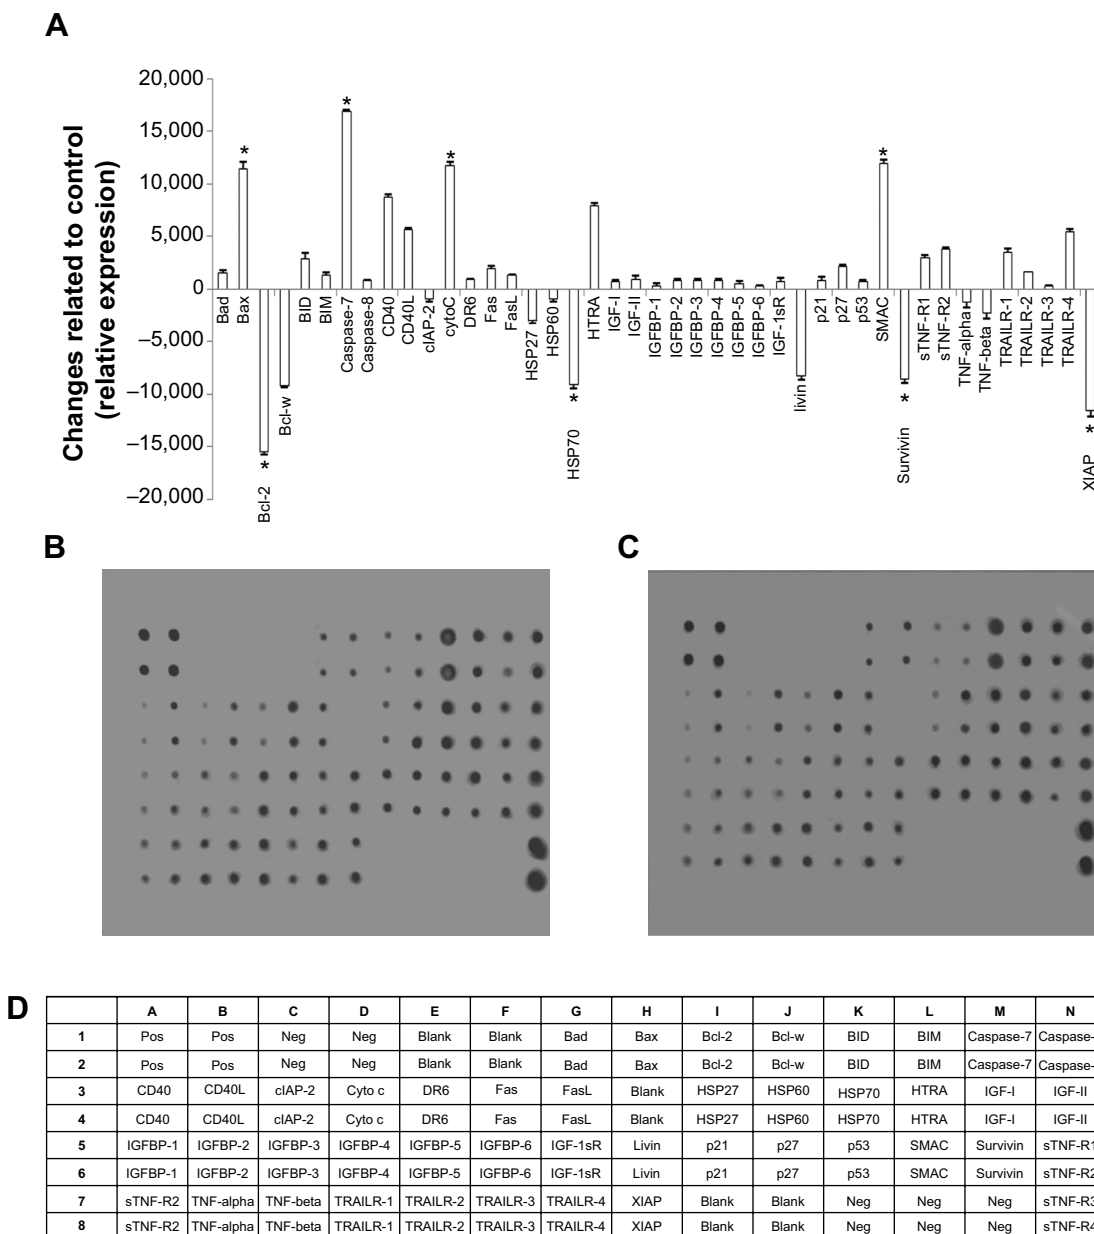 A
Changes related to control
(relative expression)
20,000
15,000
10,000
5,000
0
–5,000
–10,000
–15,000
–20,000
Bad
Bax
*
Bcl-2
*
Bcl-w
BID
BIM
Caspase-7
*
Caspase-8
CD40
CD40L
cIAP-2
cytoC
*
DR6
Fas
FasL
HSP27
HSP60
HSP70
*
HTRA
IGF-I
IGF-II
IGFBP-1
IGFBP-2
IGFBP-3
IGFBP-4
IGFBP-5
IGFBP-6
IGF-1sR
livin
p21
p27
p53
SMAC
*
Survivin
*
sTNF-R1
sTNF-R2
TNF-alpha
TNF-beta
TRAILR-1
TRAILR-2
TRAILR-3
TRAILR-4
XIAP
*
B
C
D
A B C D E F G H I J K L M N
1 Pos Pos Neg Neg Blank Blank Bad Bax Bcl-2 Bcl-w BID BIM Caspase-7 Caspase-
2 Pos Pos Neg Neg Blank Blank Bad Bax Bcl-2 Bcl-w BID BIM Caspase-7 Caspase-
3 CD40 CD40L cIAP-2 Cyto c DR6 Fas FasL Blank HSP27 HSP60 HSP70 HTRA IGF-I IGF-II
4 CD40 CD40L cIAP-2 Cyto c DR6 Fas FasL Blank HSP27 HSP60 HSP70 HTRA IGF-I IGF-II
5 IGFBP-1 IGFBP-2 IGFBP-3 IGFBP-4 IGFBP-5 IGFBP-6 IGF-1sR Livin p21 p27 p53 SMAC Survivin sTNF-R1
6 IGFBP-1 IGFBP-2 IGFBP-3 IGFBP-4 IGFBP-5 IGFBP-6 IGF-1sR Livin p21 p27 p53 SMAC Survivin sTNF-R2
7 sTNF-R2 TNF-alpha TNF-beta TRAILR-1 TRAILR-2 TRAILR-3 TRAILR-4 XIAP Blank Blank Neg Neg Neg sTNF-R3
8 sTNF-R2 TNF-alpha TNF-beta TRAILR-1 TRAILR-2 TRAILR-3 TRAILR-4 XIAP Blank Blank Neg Neg Neg sTNF-R4